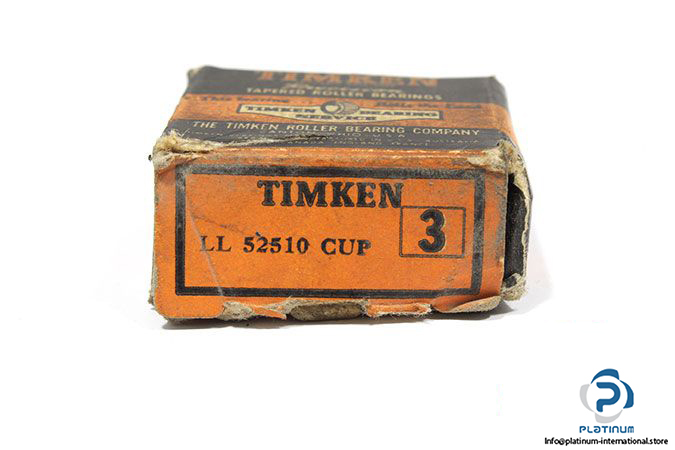 TIMKEN
TAPERED ROLLER BEARINGS
TIMKEN BEARING
SERVICE
THE TIMKEN ROLLER BEARING COMPANY
TIMKEN
LL 52510 CUP
3
PLATINUM
Info@platinum-international.store